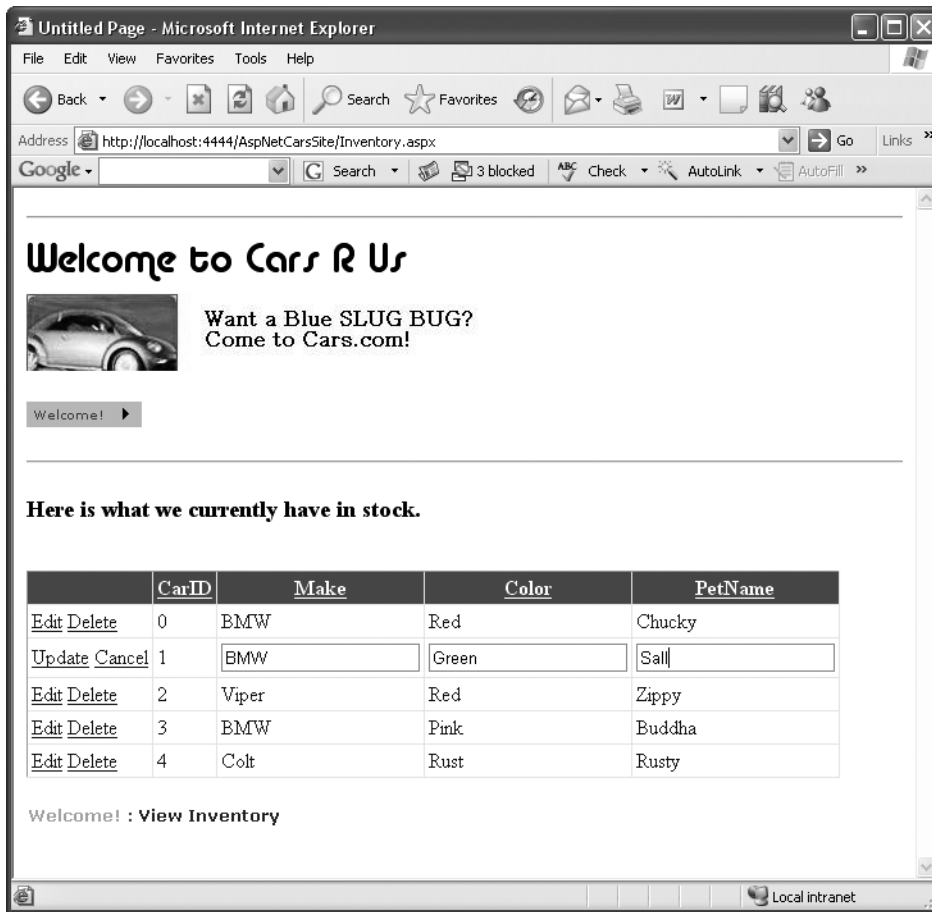 Untitled Page - Microsoft Internet Explorer
File Edit View Favorites Tools Help
Back Search Favorites
Address http://localhost:4444/AspNetCarsSite/Inventory.aspx Go Links »
Google G Search 3 blocked ABC Check AutoLink AutoFill »
Welcome to Cars R Us
Want a Blue SLUG BUG?
Come to Cars.com!
Welcome!
Here is what we currently have in stock.
CarID Make Color PetName
Edit Delete 0 BMW Red Chucky
Update Cancel 1 BMW Green Sall
Edit Delete 2 Viper Red Zippy
Edit Delete 3 BMW Pink Buddha
Edit Delete 4 Colt Rust Rusty
Welcome! : View Inventory
Local intranet